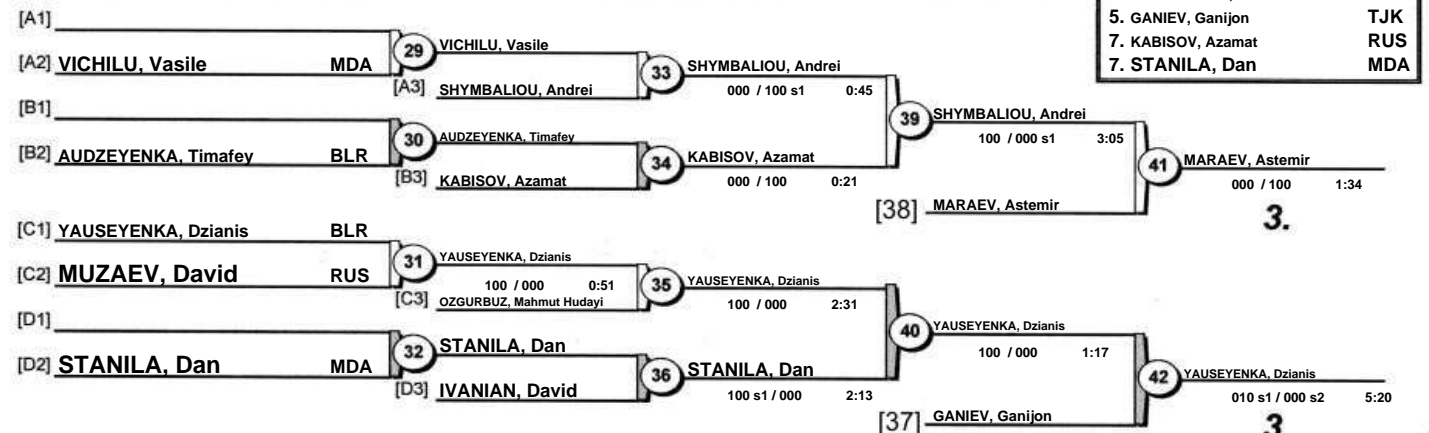 5. GANIEV, Ganijon TJK
7. KABISOV, Azamat RUS
7. STANILA, Dan MDA
[A1]
[A2] VICHILU, Vasile MDA
29
VICHILU, Vasile
[A3] SHYMBALIOU, Andrei
33
SHYMBALIOU, Andrei
000 / 100 s1 0:45
[B1]
[B2] AUDZEYENKA, Timafey BLR
30
AUDZEYENKA, Timafey
[B3] KABISOV, Azamat
34
KABISOV, Azamat
000 / 100 0:21
39
SHYMBALIOU, Andrei
100 / 000 s1 3:05
[38] MARAEV, Astemir
41
MARAEV, Astemir
000 / 100 1:34
3.
[C1] YAUSEYENKA, Dzianis BLR
[C2] MUZAEV, David RUS
31
YAUSEYENKA, Dzianis
100 / 000 0:51
[C3] OZGURBUZ, Mahmut Hudayi
35
YAUSEYENKA, Dzianis
100 / 000 2:31
[D1]
[D2] STANILA, Dan MDA
32
STANILA, Dan
[D3] IVANIAN, David
36
STANILA, Dan
100 s1 / 000 2:13
40
YAUSEYENKA, Dzianis
100 / 000 1:17
[37] GANIEV, Ganijon
42
YAUSEYENKA, Dzianis
010 s1 / 000 s2 5:20
3